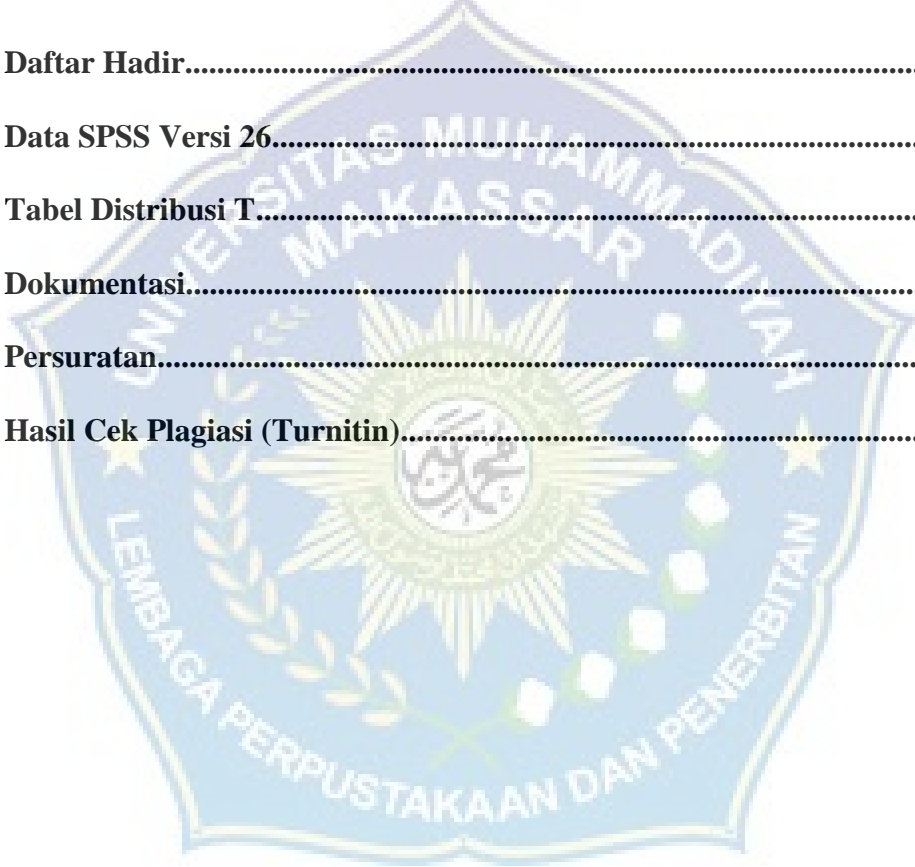 Daftar Hadir..........................................................................................
Data SPSS Versi 26................................................................................
Tabel Distribusi T.................................................................................
Dokumentasi..........................................................................................
Persuratan.............................................................................................
Hasil Cek Plagiasi (Turnitin)................................................................
UNIVERSITAS MUHAMMADIYAH
MAKASSAR
LEMBAGA PERPUSTAKAAN DAN PENERBITAN